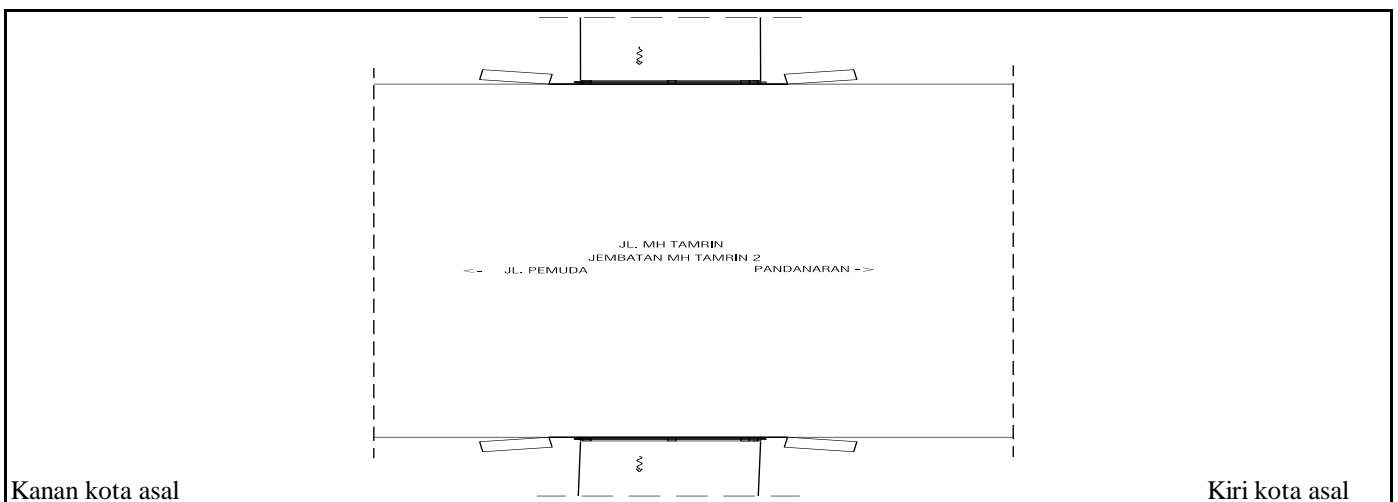 JL. MH TAMRIN
JEMBATAN MH TAMRIN 2
<- JL. PEMUDA PANDANARAN ->
Kanan kota asal Kiri kota asal